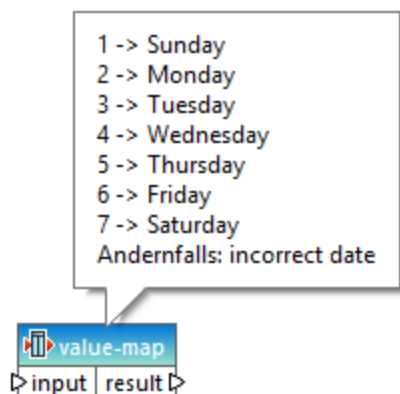 1 -> Sunday
2 -> Monday
3 -> Tuesday
4 -> Wednesday
5 -> Thursday
6 -> Friday
7 -> Saturday
Andernfalls: incorrect date
value-map
input result